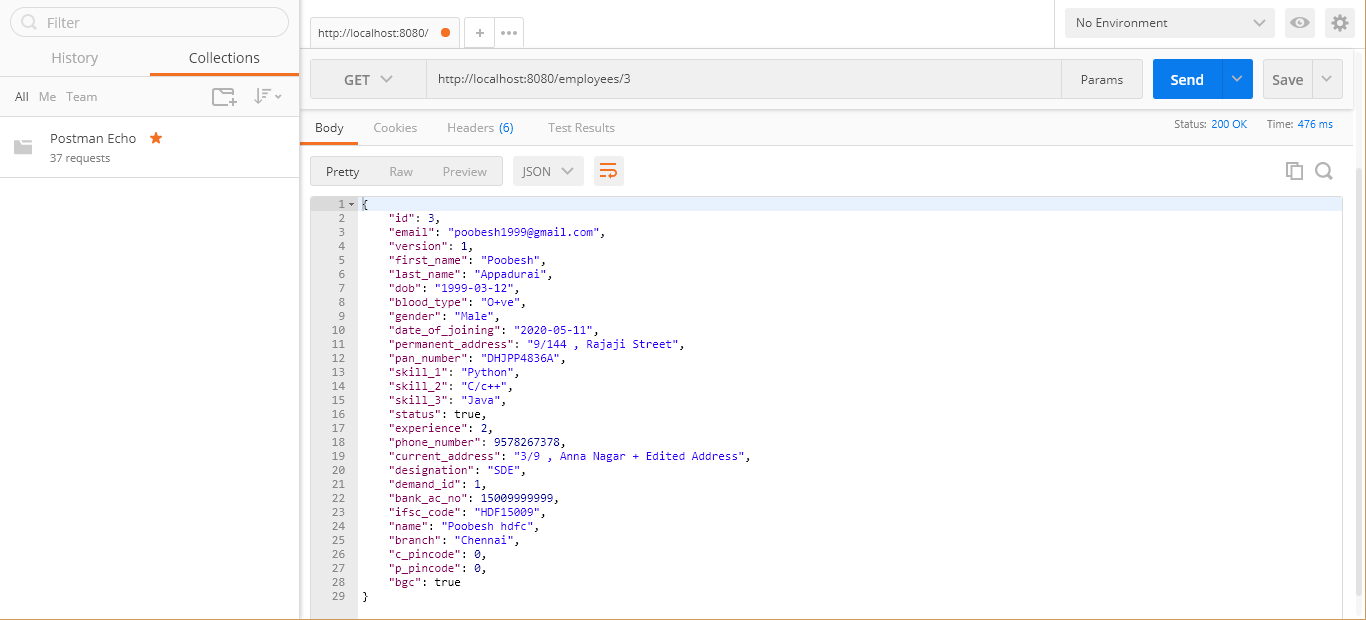 Filter
History Collections
All Me Team
Postman Echo
37 requests
http://localhost:8080/
No Environment
GET http://localhost:8080/employees/3 Params Send Save
Body Cookies Headers (6) Test Results Status: 200 OK Time: 476 ms
Pretty Raw Preview JSON
1 {
2 "id": 3,
3 "email": "poobesh1999@gmail.com",
4 "version": 1,
5 "first_name": "Poobesh",
6 "last_name": "Appadurai",
7 "dob": "1999-03-12",
8 "blood_type": "O+ve",
9 "gender": "Male",
10 "date_of_joining": "2020-05-11",
11 "permanent_address": "9/144 , Rajaji Street",
12 "pan_number": "DHJPP4836A",
13 "skill_1": "Python",
14 "skill_2": "C/c++",
15 "skill_3": "Java",
16 "status": true,
17 "experience": 2,
18 "phone_number": 9578267378,
19 "current_address": "3/9 , Anna Nagar + Edited Address",
20 "designation": "SDE",
21 "demand_id": 1,
22 "bank_ac_no": 15009999999,
23 "ifsc_code": "HDF15009",
24 "name": "Poobesh hdfc",
25 "branch": "Chennai",
26 "c_pincode": 0,
27 "p_pincode": 0,
28 "bgc": true
29 }